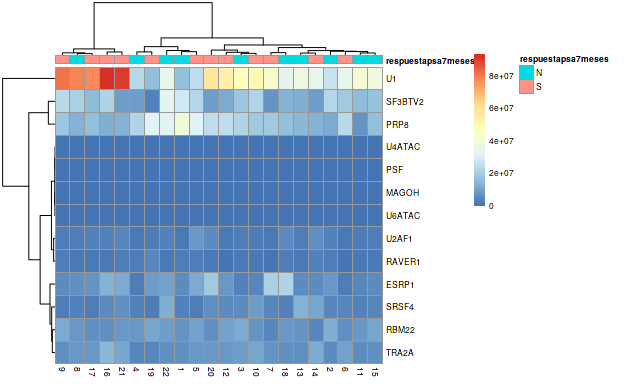 respuestapsa7meses
respuestapsa7meses
N
S
U1
SF3BTV2
PRP8
U4ATAC
PSF
MAGOH
U6ATAC
U2AF1
RAVER1
ESRP1
SRSF4
RBM22
TRA2A
8e+07
6e+07
4e+07
2e+07
0
9 8 17 16 21 4 19 22 1 5 20 12 3 10 7 18 13 14 2 6 11 15